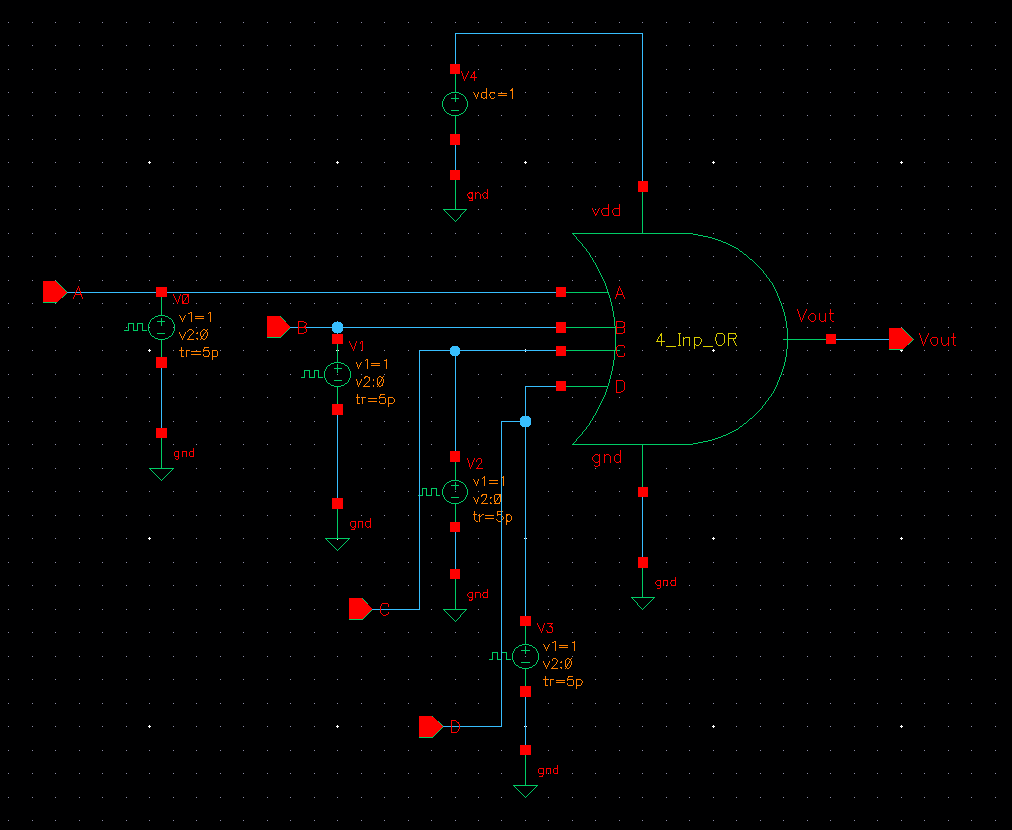 V4
vdc=1
gnd
vdd
A
V0
v1=1
v2:0
tr=5p
gnd
B
V1
v1=1
v2:0
tr=5p
gnd
A
B
C
D
4_Inp_OR
Vout
Vout
gnd
V2
v1=1
v2:0
tr=5p
gnd
gnd
C
V3
v1=1
v2:0
tr=5p
D
gnd